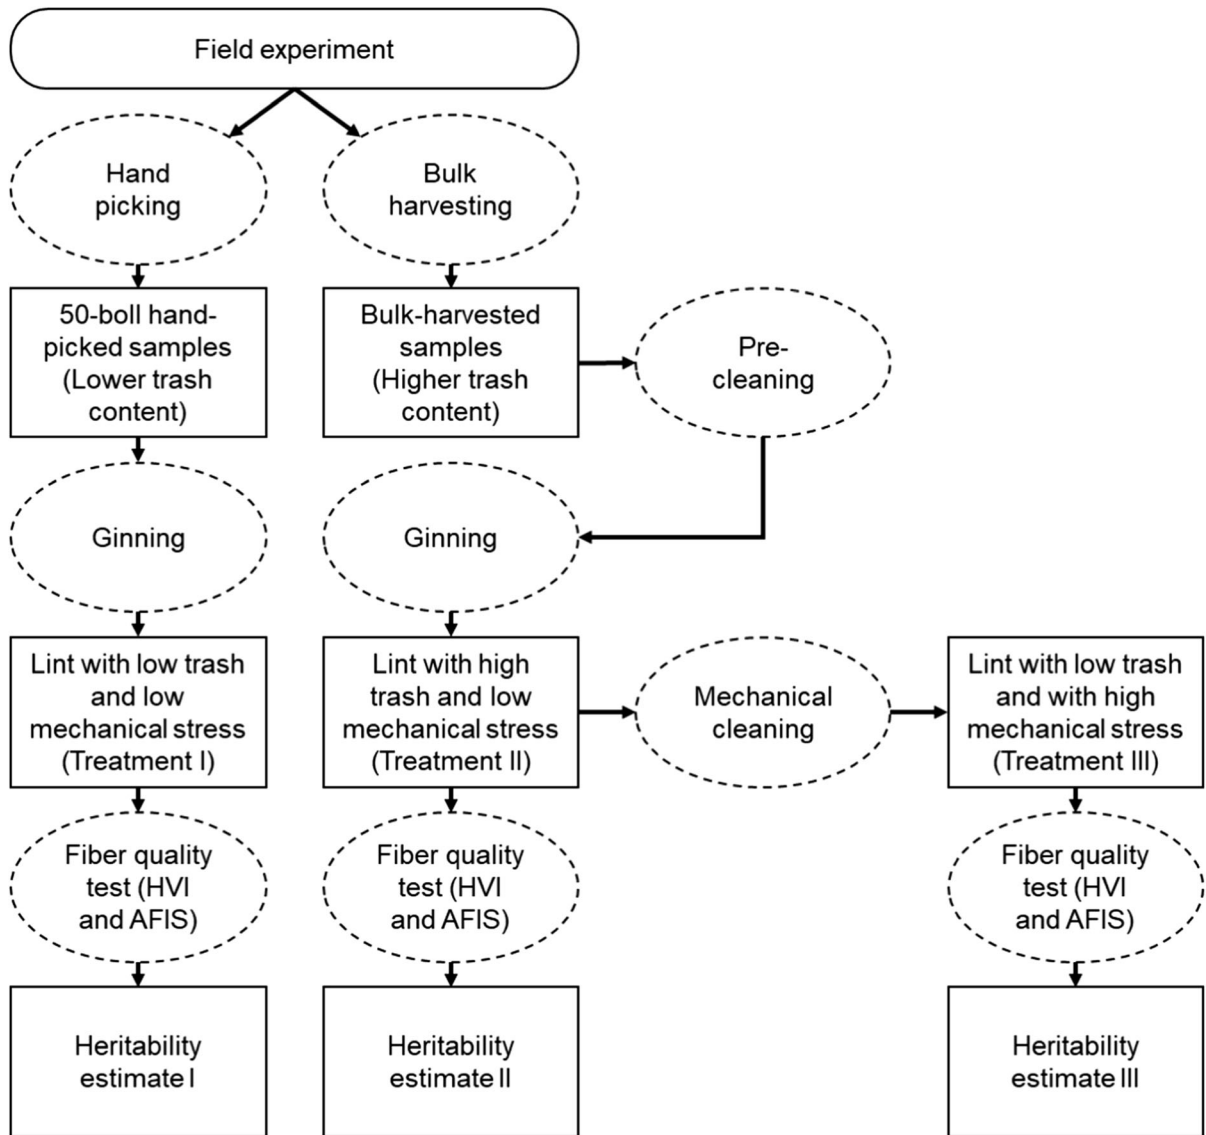 Field experiment
Hand
picking
Bulk
harvesting
50-boll hand-
picked samples
(Lower trash
content)
Bulk-harvested
samples
(Higher trash
content)
Pre-
cleaning
Ginning
Ginning
Lint with low trash
and low
mechanical stress
(Treatment I)
Lint with high
trash and low
mechanical stress
(Treatment II)
Mechanical
cleaning
Lint with low trash
and with high
mechanical stress
(Treatment III)
Fiber quality
test (HVI
and AFIS)
Fiber quality
test (HVI
and AFIS)
Fiber quality
test (HVI
and AFIS)
Heritability
estimate I
Heritability
estimate II
Heritability
estimate III